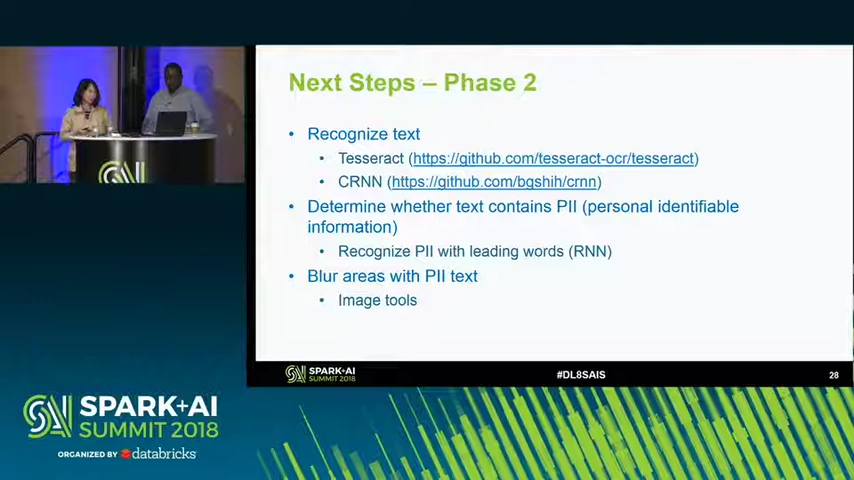 Next Steps – Phase 2
• Recognize text
• Tesseract (https://github.com/tesseract-ocr/tesseract)
• CRNN (https://github.com/bgshih/crnn)
• Determine whether text contains PII (personal identifiable
information)
• Recognize PII with leading words (RNN)
• Blur areas with PII text
• Image tools
SPARK+AI
SUMMIT 2018
#DL8SAIS
28
SPARK+AI
SUMMIT 2018
ORGANIZED BY databricks